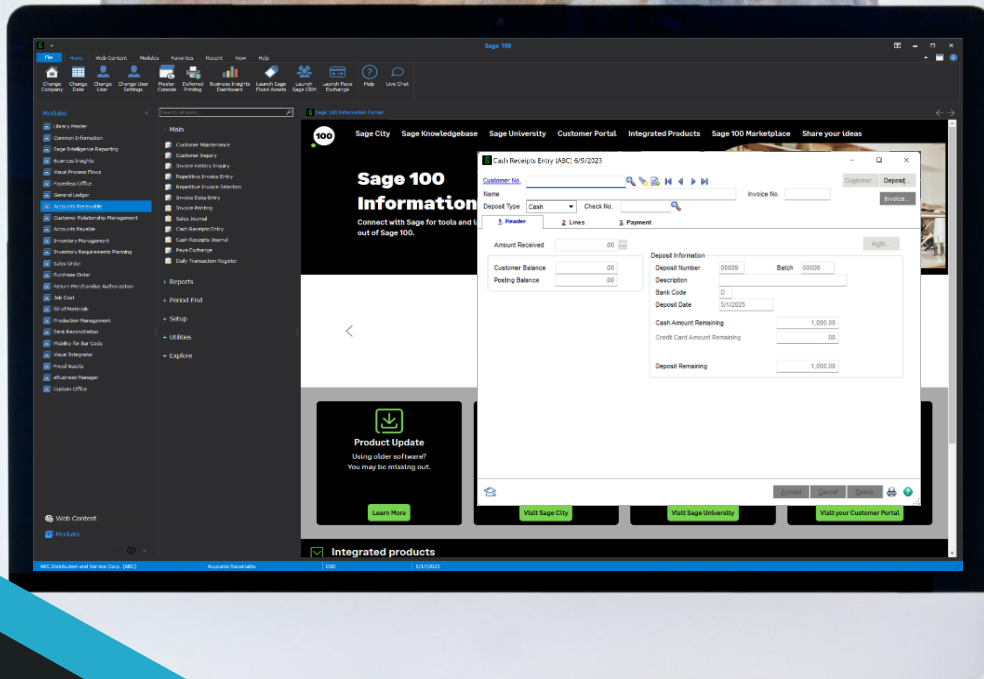 Sage 100
File Home Web Content Modules Favorites Recent View Help
Change Company
Change Date
Change User
Change User Settings
Master Console
Deferred Printing
Business Insights Dashboard
Launch Sage Fixed Assets
Launch Sage CRM
Launch Paya Exchange
Help
Live Chat
Modules
Library Master
Common Information
Sage Intelligence Reporting
Business Insights
Visual Process Flows
Paperless Office
General Ledger
Accounts Receivable
Customer Relationship Management
Accounts Payable
Inventory Management
Inventory Requirements Planning
Sales Order
Purchase Order
Return Merchandise Authorization
Job Cost
Bill of Materials
Production Management
Bank Reconciliation
Mobility for Bar Code
Visual Integrator
Fixed Assets
eBusiness Manager
Custom Office
Web Content
Modules
Main
Customer Maintenance
Customer Inquiry
Invoice History Inquiry
Repetitive Invoice Entry
Repetitive Invoice Selection
Invoice Data Entry
Invoice Printing
Sales Journal
Cash Receipts Entry
Cash Receipts Journal
Paya Exchange
Daily Transaction Register
+ Reports
+ Period End
+ Setup
+ Utilities
+ Explore
Sage 100 Information Center
100
Sage City Sage Knowledgebase Sage University Customer Portal Integrated Products Sage 100 Marketplace Share your ideas
Sage 100
Information
Connect with Sage for tools and
out of Sage 100.
Cash Receipts Entry (ABC) 6/9/2023
Customer No.
Customer... Deposit...
Name
Invoice No.
Invoice...
Deposit Type Cash Check No.
1. Header 2. Lines 3. Payment
Amount Received .00
Auto...
Customer Balance .00
Posting Balance .00
Deposit Information
Deposit Number 00009 Batch 00006
Description
Bank Code D
Deposit Date 5/1/2025
Cash Amount Remaining 1,000.00
Credit Card Amount Remaining .00
Deposit Remaining 1,000.00
Accept Cancel Delete
Product Update
Using older software?
You may be missing out.
Learn More
Visit Sage City
Visit Sage University
Visit your Customer Portal
Integrated products
ABC Distribution and Service Corp. (ABC) Accounts Receivable 5/17/2023